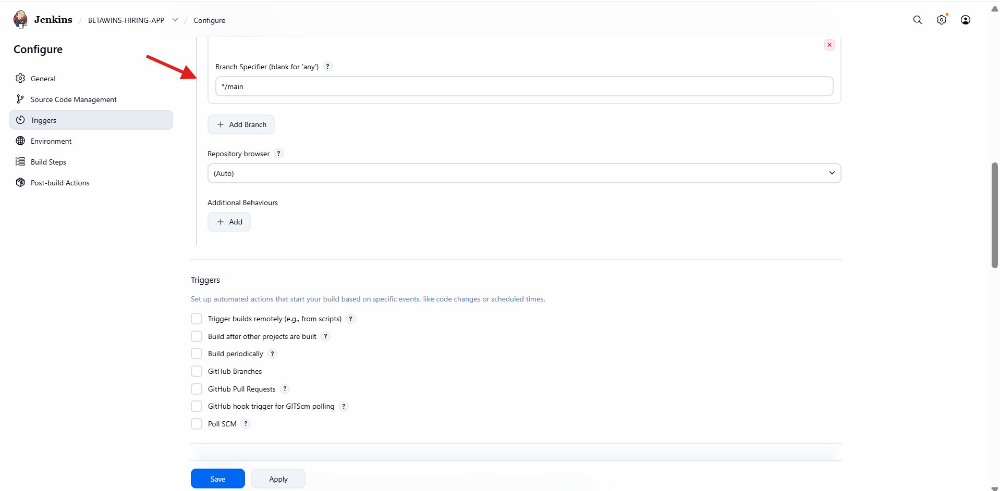 Jenkins / BETAWINS-HIRING-APP / Configure
Configure
General
Source Code Management
Triggers
Environment
Build Steps
Post-build Actions
Branch Specifier (blank for 'any') ?
*/main
+ Add Branch
Repository browser ?
(Auto)
Additional Behaviours
+ Add
Triggers
Set up automated actions that start your build based on specific events, like code changes or scheduled times.
Trigger builds remotely (e.g., from scripts) ?
Build after other projects are built ?
Build periodically ?
GitHub Branches
GitHub Pull Requests ?
GitHub hook trigger for GITScm polling ?
Poll SCM ?
Save Apply